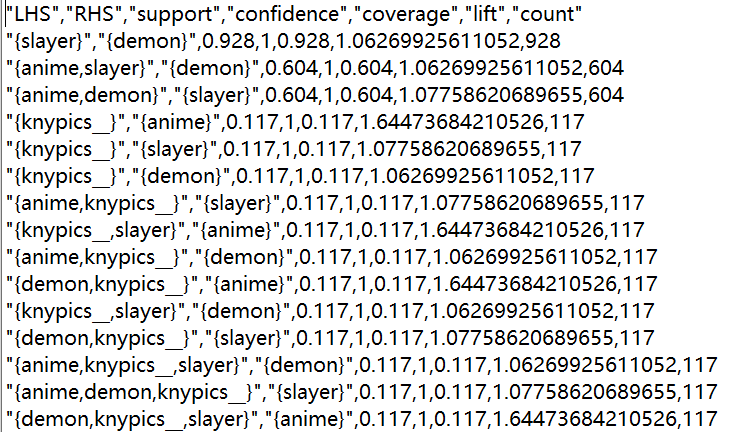 "LHS","RHS","support","confidence","coverage","lift","count"
"{slayer}","{demon}",0.928,1,0.928,1.06269925611052,928
"{anime,slayer}","{demon}",0.604,1,0.604,1.06269925611052,604
"{anime,demon}","{slayer}",0.604,1,0.604,1.07758620689655,604
"{knypics__}","{anime}",0.117,1,0.117,1.64473684210526,117
"{knypics__}","{slayer}",0.117,1,0.117,1.07758620689655,117
"{knypics__}","{demon}",0.117,1,0.117,1.06269925611052,117
"{anime,knypics__}","{slayer}",0.117,1,0.117,1.07758620689655,117
"{knypics__,slayer}","{anime}",0.117,1,0.117,1.64473684210526,117
"{anime,knypics__}","{demon}",0.117,1,0.117,1.06269925611052,117
"{demon,knypics__}","{anime}",0.117,1,0.117,1.64473684210526,117
"{knypics__,slayer}","{demon}",0.117,1,0.117,1.06269925611052,117
"{demon,knypics__}","{slayer}",0.117,1,0.117,1.07758620689655,117
"{anime,knypics__,slayer}","{demon}",0.117,1,0.117,1.06269925611052,117
"{anime,demon,knypics__}","{slayer}",0.117,1,0.117,1.07758620689655,117
"{demon,knypics__,slayer}","{anime}",0.117,1,0.117,1.64473684210526,117